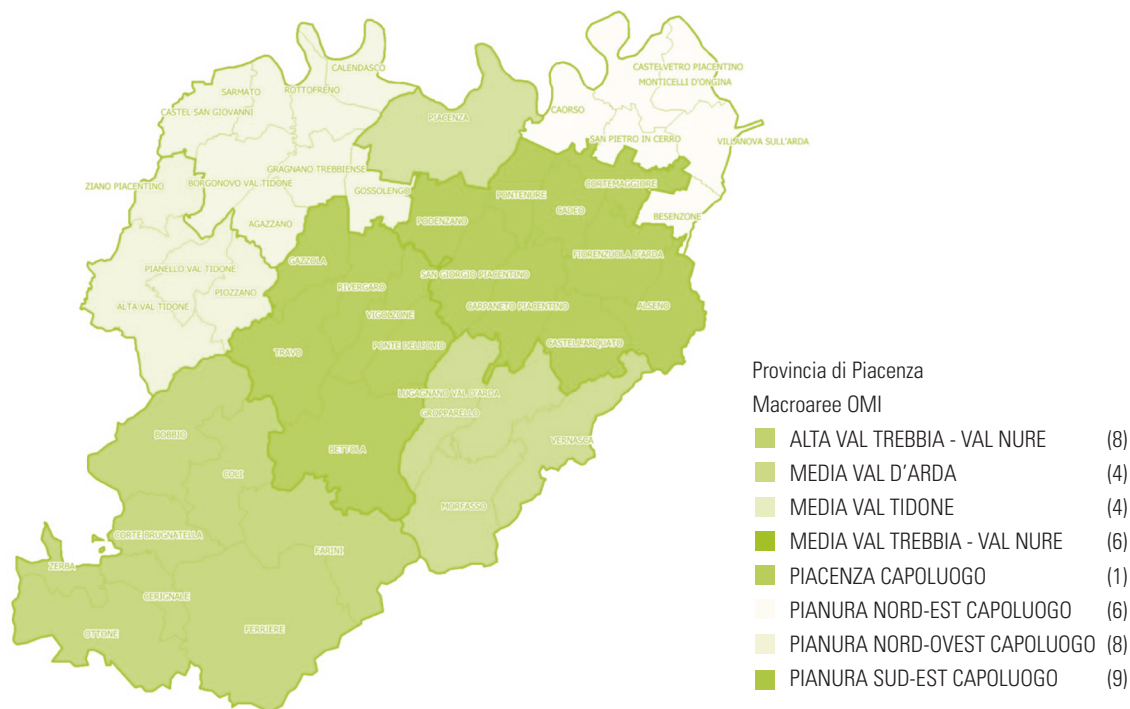 CALENDASCO
CASTELVETRO PIACENTINO
MONTICELLI D'ONGINA
SARMATO
ROTTOFRENO
CASTEL SAN GIOVANNI
CAORSO
PIACENZA
SAN PIETRO IN CERRO
VILLANOVA SULL'ARDA
GRAGNANO TREBBIENSE
ZIANO PIACENTINO
BORGONOVO VAL TIDONE
GOSSOLENGO
CORTEMAGGIORE
PONTENURE
CADEO
PODENZANO
BESENZONE
AGAZZANO
FIORENZUOLA D'ARDA
GAZZOLA
PIANELLO VAL TIDONE
SAN GIORGIO PIACENTINO
RIVERGARO
PIOZZANO
ALTA VAL TIDONE
CARPANETO PIACENTINO
ALSENO
VIGOLZONE
CASTELL'ARQUATO
PONTE DELL'OLIO
TRAVO
LUGAGNANO VAL D'ARDA
GROPPARELLO
BOBBIO
VERNASCA
BETTOLA
COLI
MORFASSO
CORTE BRUGNATELLA
FARINI
ZERBA
CERIGNALE
OTTONE
FERRIERE
Provincia di Piacenza
Macroaree OMI
ALTA VAL TREBBIA - VAL NURE (8)
MEDIA VAL D’ARDA (4)
MEDIA VAL TIDONE (4)
MEDIA VAL TREBBIA - VAL NURE (6)
PIACENZA CAPOLUOGO (1)
PIANURA NORD-EST CAPOLUOGO (6)
PIANURA NORD-OVEST CAPOLUOGO (8)
PIANURA SUD-EST CAPOLUOGO (9)